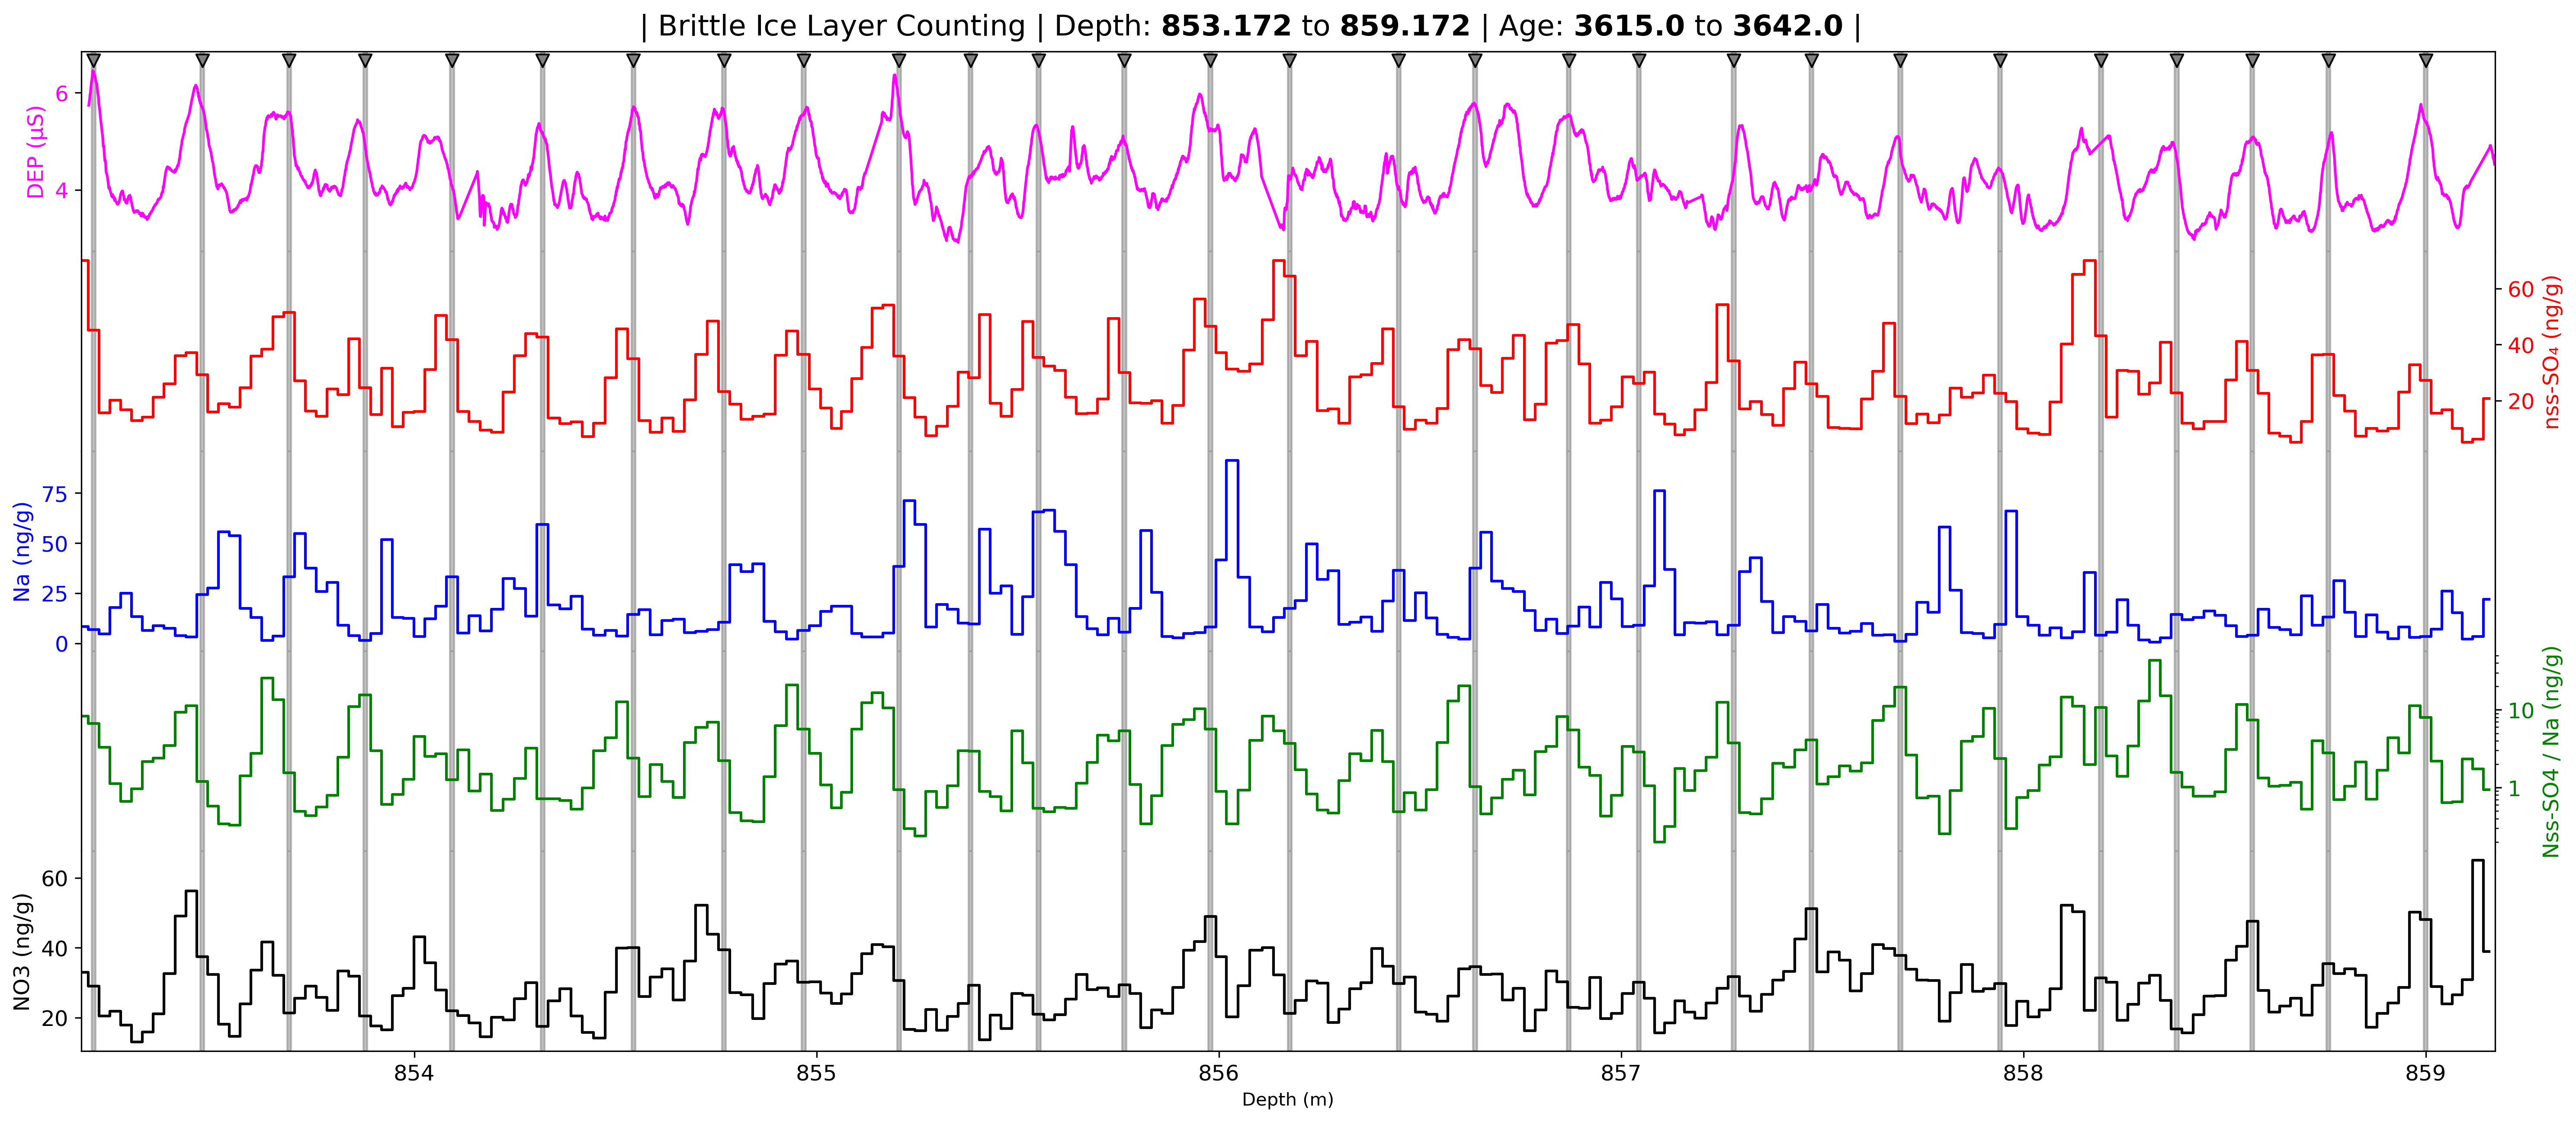 | Brittle Ice Layer Counting | Depth: 853.172 to 859.172 | Age: 3615.0 to 3642.0 |
DEP (μS)
6
4
nss-SO₄ (ng/g)
60
40
20
Na (ng/g)
75
50
25
0
Nss-SO4 / Na (ng/g)
10
1
NO3 (ng/g)
60
40
20
854
855
856
857
858
859
Depth (m)